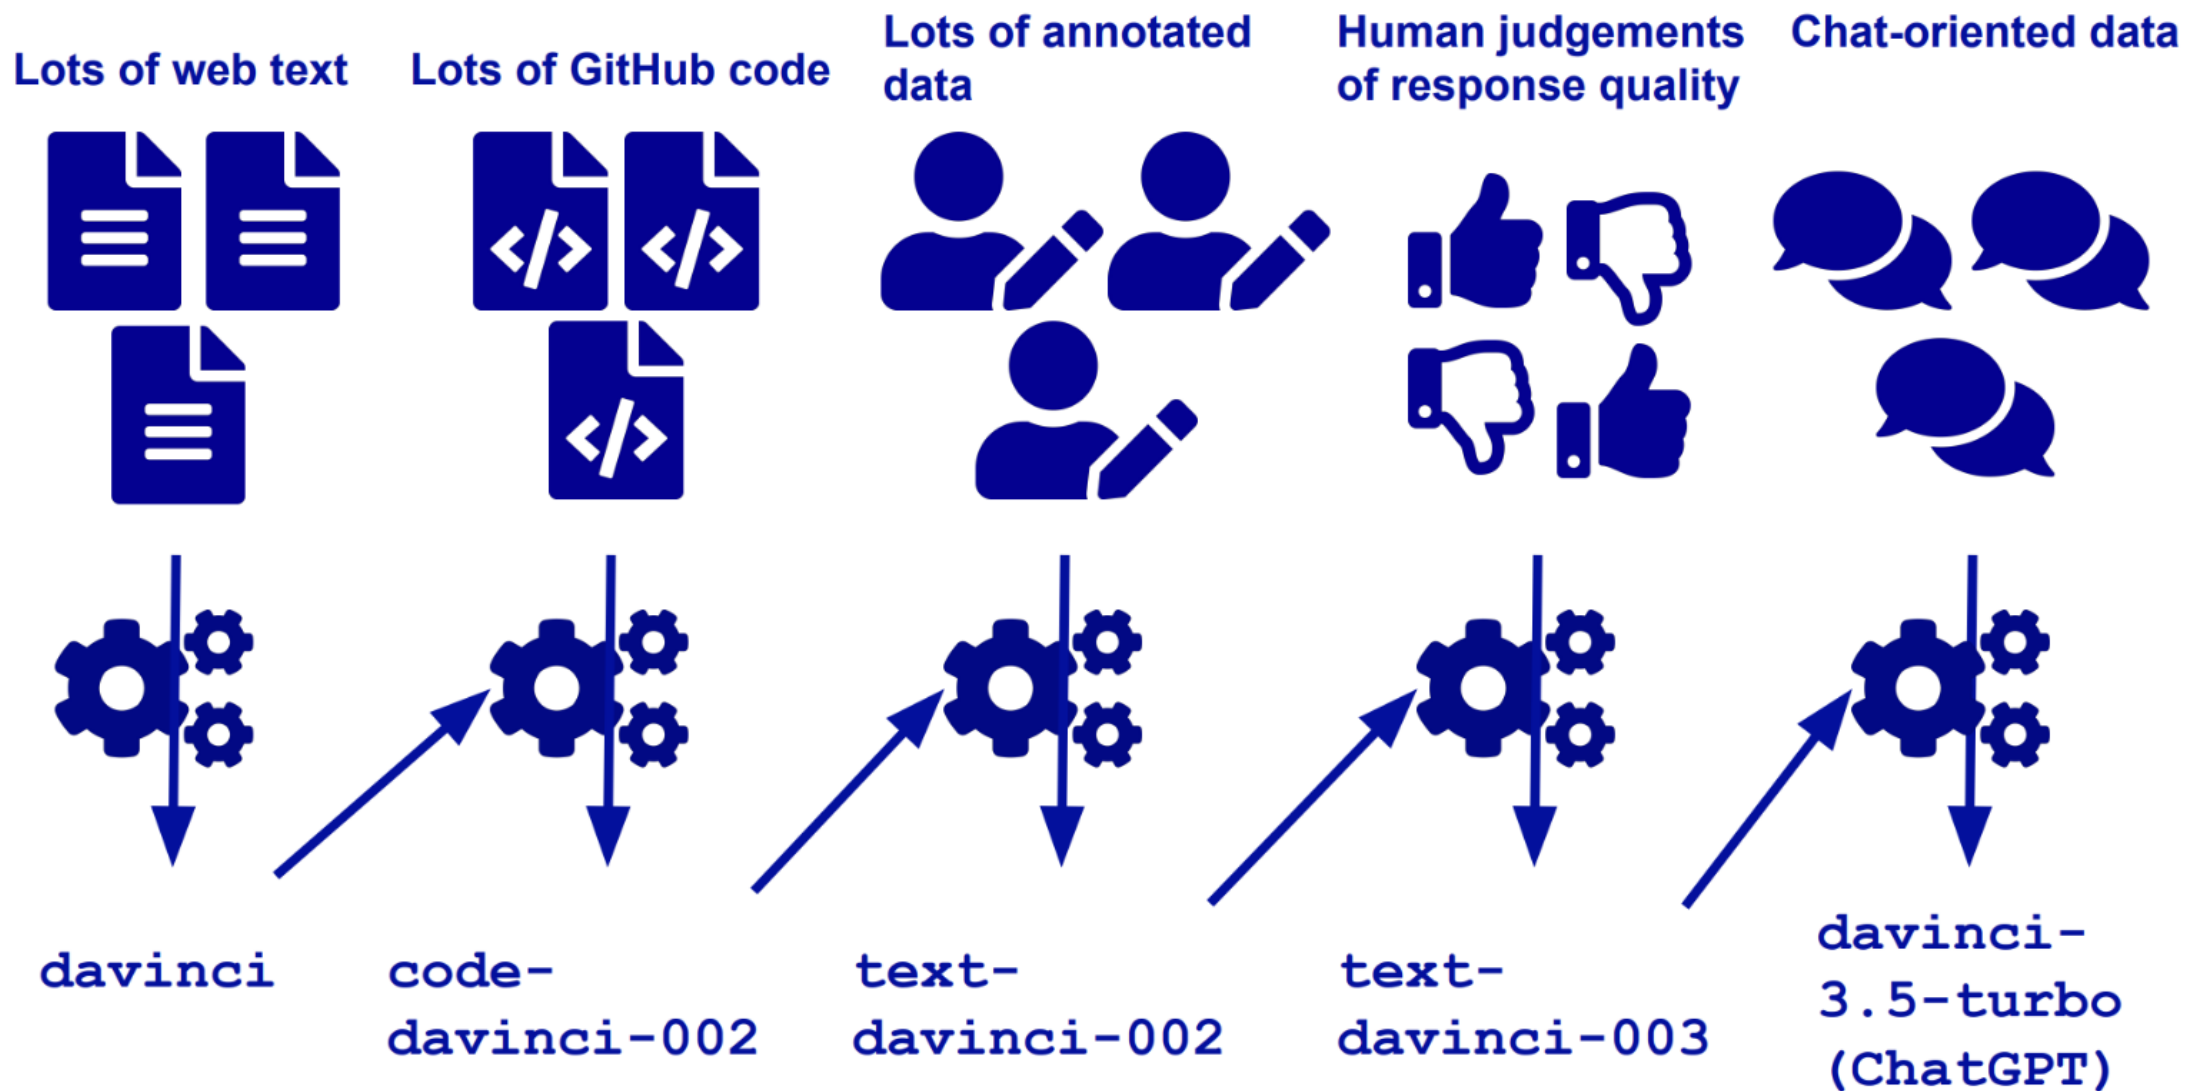 Lots of web text
Lots of GitHub code
Lots of annotated
data
Human judgements
of response quality
Chat-oriented data
</>
</>
</>
davinci
code-
davinci-002
text-
davinci-002
text-
davinci-003
davinci-
3.5-turbo
(ChatGPT)